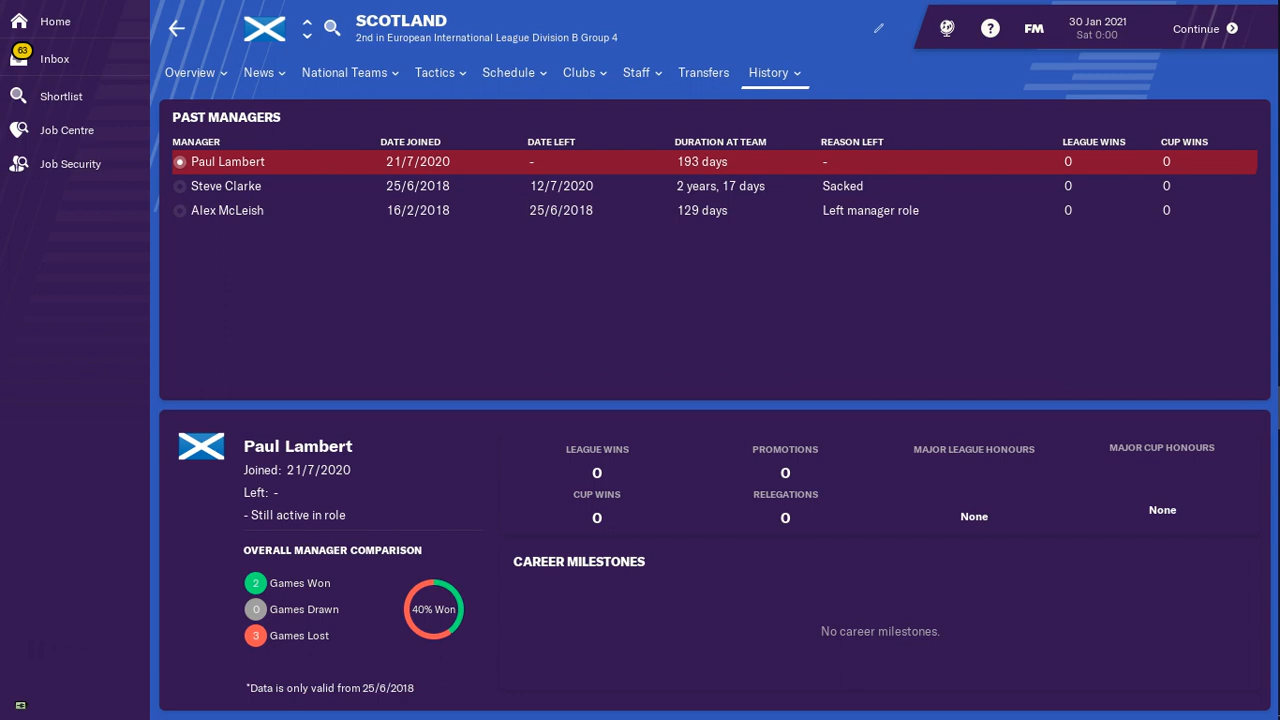 Home
63
Inbox
Shortlist
Job Centre
Job Security
SCOTLAND
2nd in European International League Division B Group 4
?
FM
30 Jan 2021
Sat 0:00
Continue
Overview News National Teams Tactics Schedule Clubs Staff Transfers History
PAST MANAGERS
MANAGER DATE JOINED DATE LEFT DURATION AT TEAM REASON LEFT LEAGUE WINS CUP WINS
Paul Lambert 21/7/2020 - 193 days - 0 0
Steve Clarke 25/6/2018 12/7/2020 2 years, 17 days Sacked 0 0
Alex McLeish 16/2/2018 25/6/2018 129 days Left manager role 0 0
Paul Lambert
Joined: 21/7/2020
Left: -
- Still active in role
OVERALL MANAGER COMPARISON
2 Games Won
0 Games Drawn
3 Games Lost
40% Won
*Data is only valid from 25/6/2018
LEAGUE WINS PROMOTIONS MAJOR LEAGUE HONOURS MAJOR CUP HONOURS
0 0
CUP WINS RELEGATIONS
0 0 None None
CAREER MILESTONES
No career milestones.